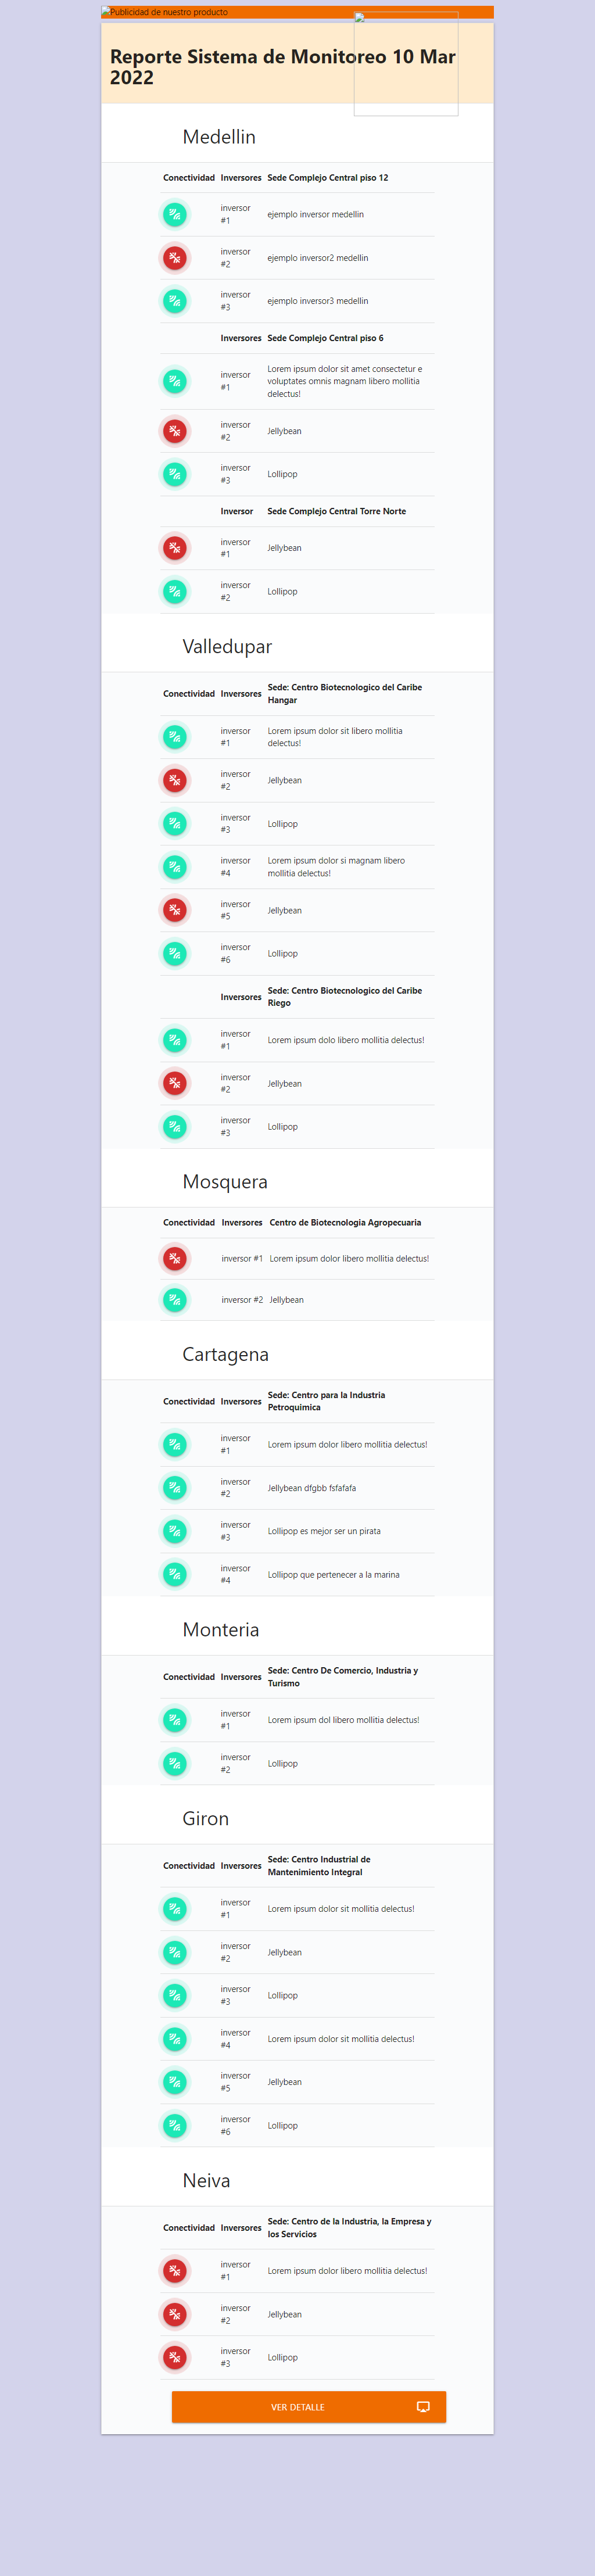 Publicidad de nuestro producto
Reporte Sistema de Monitoreo 10 Mar
2022
Medellin
Conectividad Inversores Sede Complejo Central piso 12
inversor
#1
ejemplo inversor medellin
inversor
#2
ejemplo inversor2 medellin
inversor
#3
ejemplo inversor3 medellin
Inversores Sede Complejo Central piso 6
inversor
#1
Lorem ipsum dolor sit amet consectetur e
voluptates omnis magnam libero mollitia
delectus!
inversor
#2
Jellybean
inversor
#3
Lollipop
Inversor Sede Complejo Central Torre Norte
inversor
#1
Jellybean
inversor
#2
Lollipop
Valledupar
Conectividad Inversores
Sede: Centro Biotecnologico del Caribe
Hangar
inversor
#1
Lorem ipsum dolor sit libero mollitia
delectus!
inversor
#2
Jellybean
inversor
#3
Lollipop
inversor
#4
Lorem ipsum dolor si magnam libero
mollitia delectus!
inversor
#5
Jellybean
inversor
#6
Lollipop
Inversores
Sede: Centro Biotecnologico del Caribe
Riego
inversor
#1
Lorem ipsum dolo libero mollitia delectus!
inversor
#2
Jellybean
inversor
#3
Lollipop
Mosquera
Conectividad Inversores Centro de Biotecnologia Agropecuaria
inversor #1 Lorem ipsum dolor libero mollitia delectus!
inversor #2 Jellybean
Cartagena
Conectividad Inversores
Sede: Centro para la Industria
Petroquimica
inversor
#1
Lorem ipsum dolor libero mollitia delectus!
inversor
#2
Jellybean dfgbb fsfafafa
inversor
#3
Lollipop es mejor ser un pirata
inversor
#4
Lollipop que pertenecer a la marina
Monteria
Conectividad Inversores
Sede: Centro De Comercio, Industria y
Turismo
inversor
#1
Lorem ipsum dol libero mollitia delectus!
inversor
#2
Lollipop
Giron
Conectividad Inversores
Sede: Centro Industrial de
Mantenimiento Integral
inversor
#1
Lorem ipsum dolor sit mollitia delectus!
inversor
#2
Jellybean
inversor
#3
Lollipop
inversor
#4
Lorem ipsum dolor sit mollitia delectus!
inversor
#5
Jellybean
inversor
#6
Lollipop
Neiva
Conectividad Inversores
Sede: Centro de la Industria, la Empresa y
los Servicios
inversor
#1
Lorem ipsum dolor libero mollitia delectus!
inversor
#2
Jellybean
inversor
#3
Lollipop
VER DETALLE